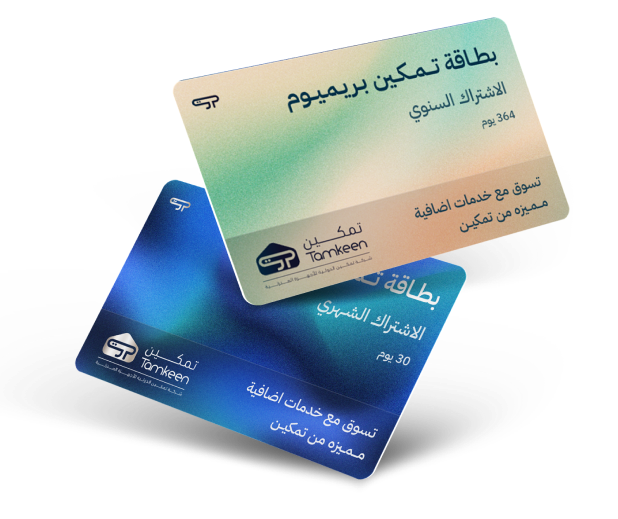 بطاقة تمكين بريميوم
الاشتراك السنوي
364 يوم
تسوق مع خدمات اضافية
مميزه من تمكين
تمكين
Tamkeen
بطاقة
الاشتراك الشهري
30 يوم
تسوق مع خدمات اضافية
مميزه من تمكين
تمكين
Tamkeen